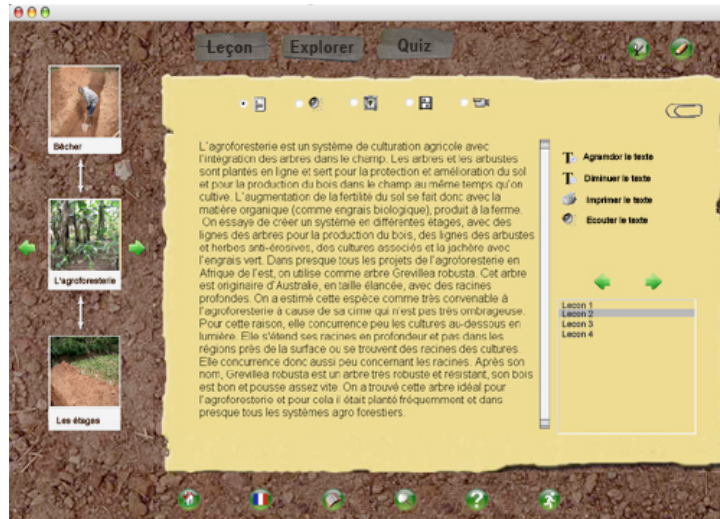 Leçon
Explorer
Quiz
Bêcher
L'agroforesterie
Les étages
L'agroforesterie est un système de culturation agricole avec
l'intégration des arbres dans le champ. Les arbres et les arbustes
sont plantés en ligne et sert pour la protection et amélioration du sol
et pour la production du bois dans le champ au même temps qu'on
cultive. L'augmentation de la fertilité du sol se fait donc avec la
matière organique (comme engrais biologique), produit à la ferme.
On essaye de créer un système en différentes étages, avec des
lignes des arbres pour la production du bois, des lignes des arbustes
et herbes anti-érosives, des cultures associés et la jachère avec
l'engrais vert. Dans presque tous les projets de l'agroforesterie en
Afrique de l'est, on utilise comme arbre Grevillea robusta. Cet arbre
est originaire d'Australie, en taille élancée, avec des racines
profondes. On a estimé cette espèce comme très convenable à
l'agroforesterie à cause de sa cime qui n'est pas très ombrageuse.
Pour cette raison, elle concurrence peu les cultures au-dessous en
lumière. Elle s'étend ses racines en profondeur et pas dans les
régions près de la surface ou se trouvent des racines des cultures.
Elle concurrence donc aussi peu concernant les racines. Après son
nom, Grevillea robusta est un arbre très robuste et résistant, son bois
est bon et pousse assez vite. On a trouvé cette arbre idéal pour
l'agroforesterie et pour cela il était planté fréquemment et dans
presque tous les systèmes agro forestiers.
Agramdor le texte
Diminuer le texte
Imprimer le texte
Ecouter le texte
Lecon 1
Lecon 2
Lecon 3
Lecon 4